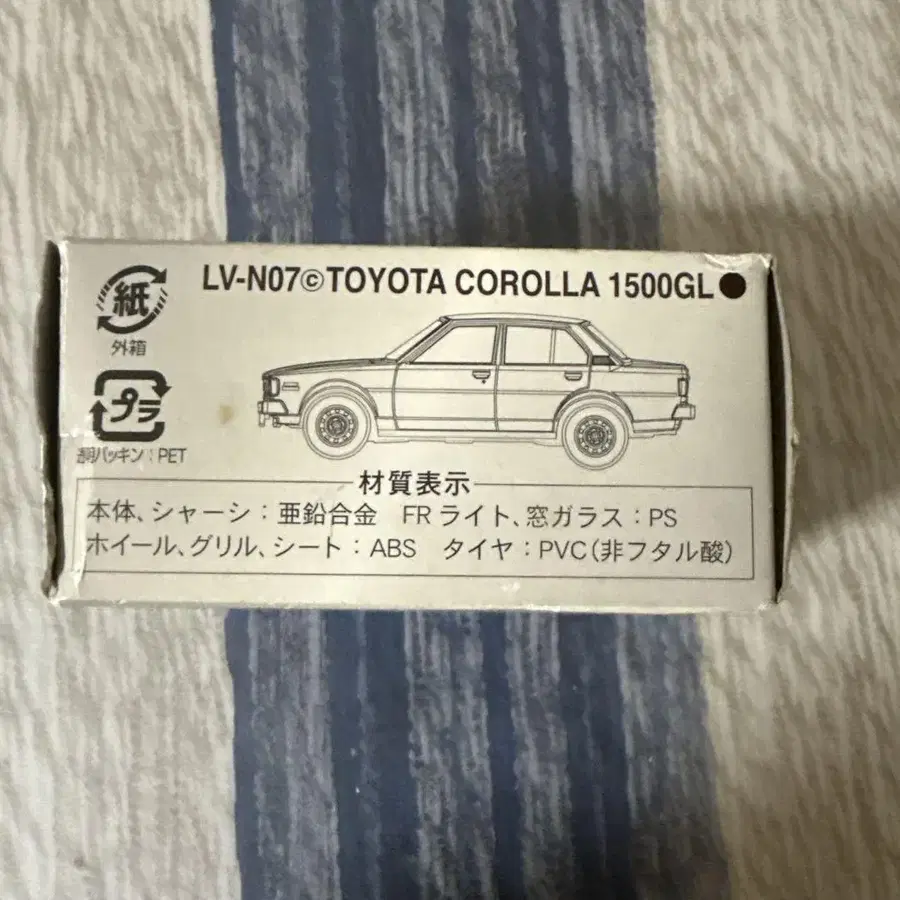 LV-N07ⓒTOYOTA COROLLA 1500GL●
紙
外箱
プラ
透明パッキン:PET
材質表示
本体、シャーシ:亜鉛合金 FRライト、窓ガラス:PS
ホイール、グリル、シート:ABS タイヤ:PVC(非フタル酸)